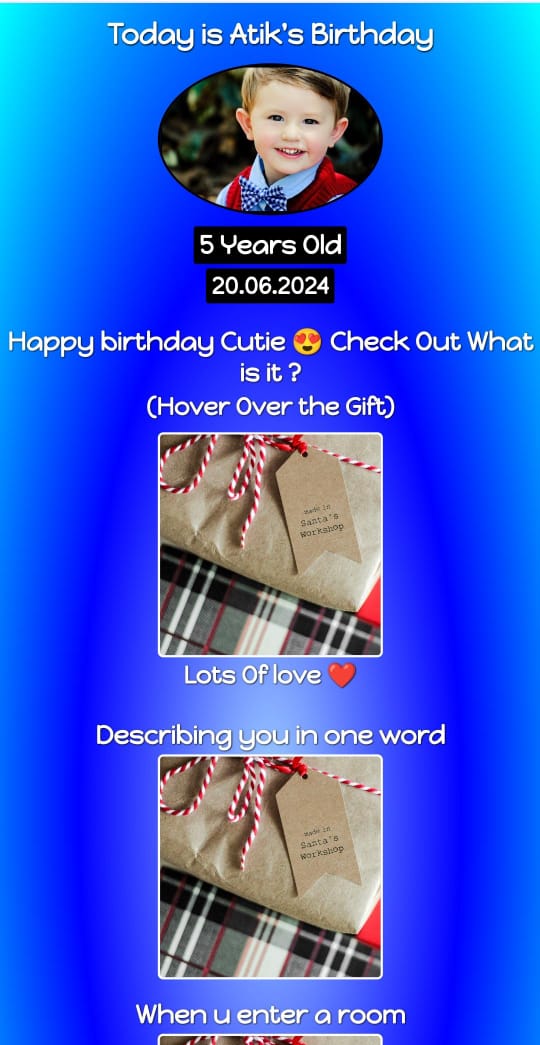 Today is Atik's Birthday
5 Years Old
20.06.2024
Happy birthday Cutie 😍 Check Out What
is it ?
(Hover Over the Gift)
made in
Santa's
Workshop
Lots Of love ❤️
Describing you in one word
made in
Santa's
Workshop
When u enter a room